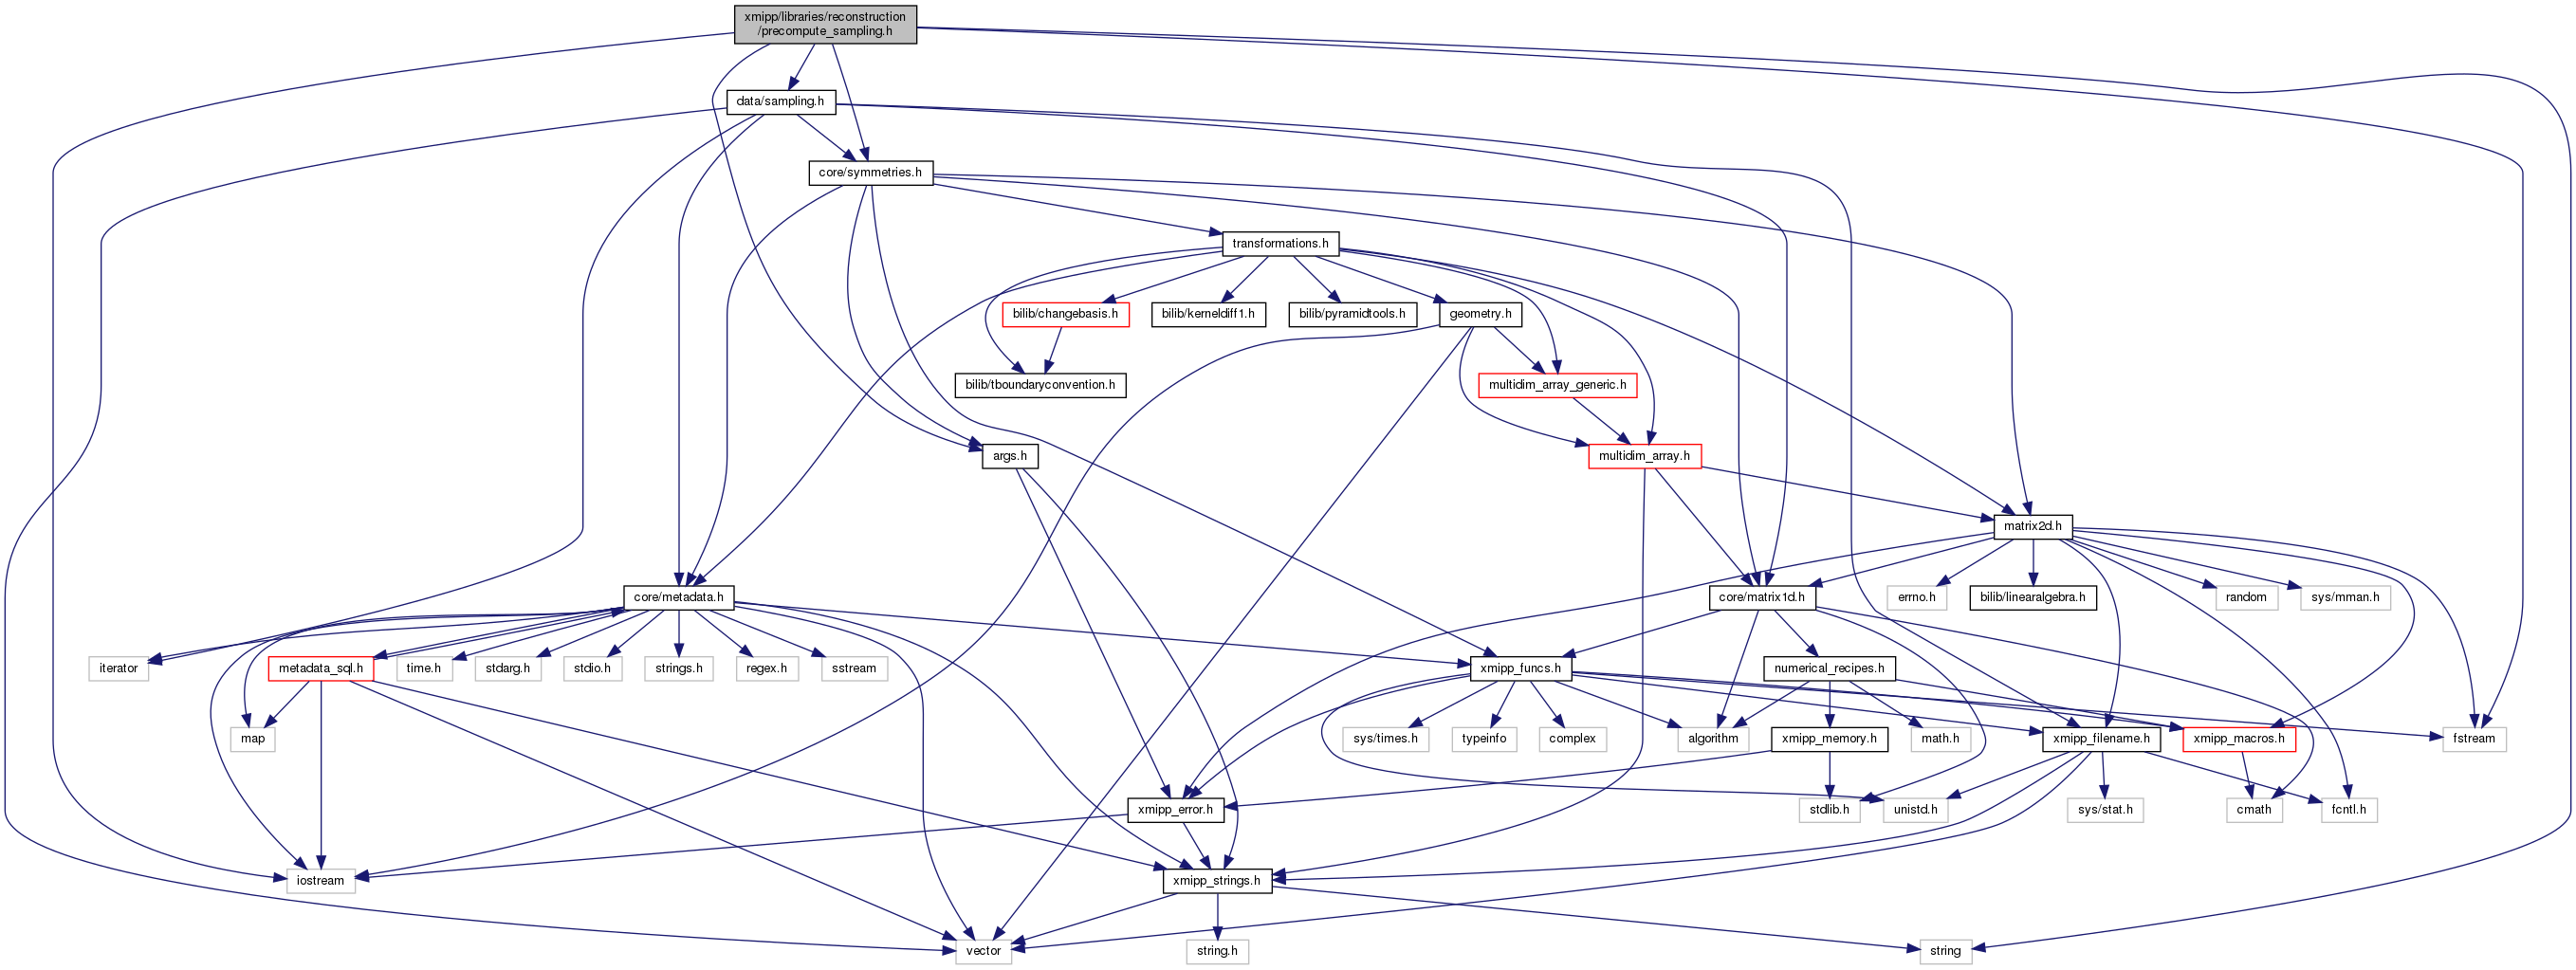 xmipp/libraries/reconstruction
/precompute_sampling.h
data/sampling.h
core/symmetries.h
transformations.h
bilib/changebasis.h
bilib/kerneldiff1.h
bilib/pyramidtools.h
geometry.h
bilib/tboundaryconvention.h
multidim_array_generic.h
args.h
multidim_array.h
matrix2d.h
core/metadata.h
core/matrix1d.h
errno.h
bilib/linearalgebra.h
random
sys/mman.h
iterator
metadata_sql.h
time.h
stdarg.h
stdio.h
strings.h
regex.h
sstream
xmipp_funcs.h
numerical_recipes.h
map
sys/times.h
typeinfo
complex
algorithm
xmipp_memory.h
math.h
xmipp_filename.h
xmipp_macros.h
fstream
xmipp_error.h
stdlib.h
unistd.h
sys/stat.h
cmath
fcntl.h
iostream
xmipp_strings.h
vector
string.h
string